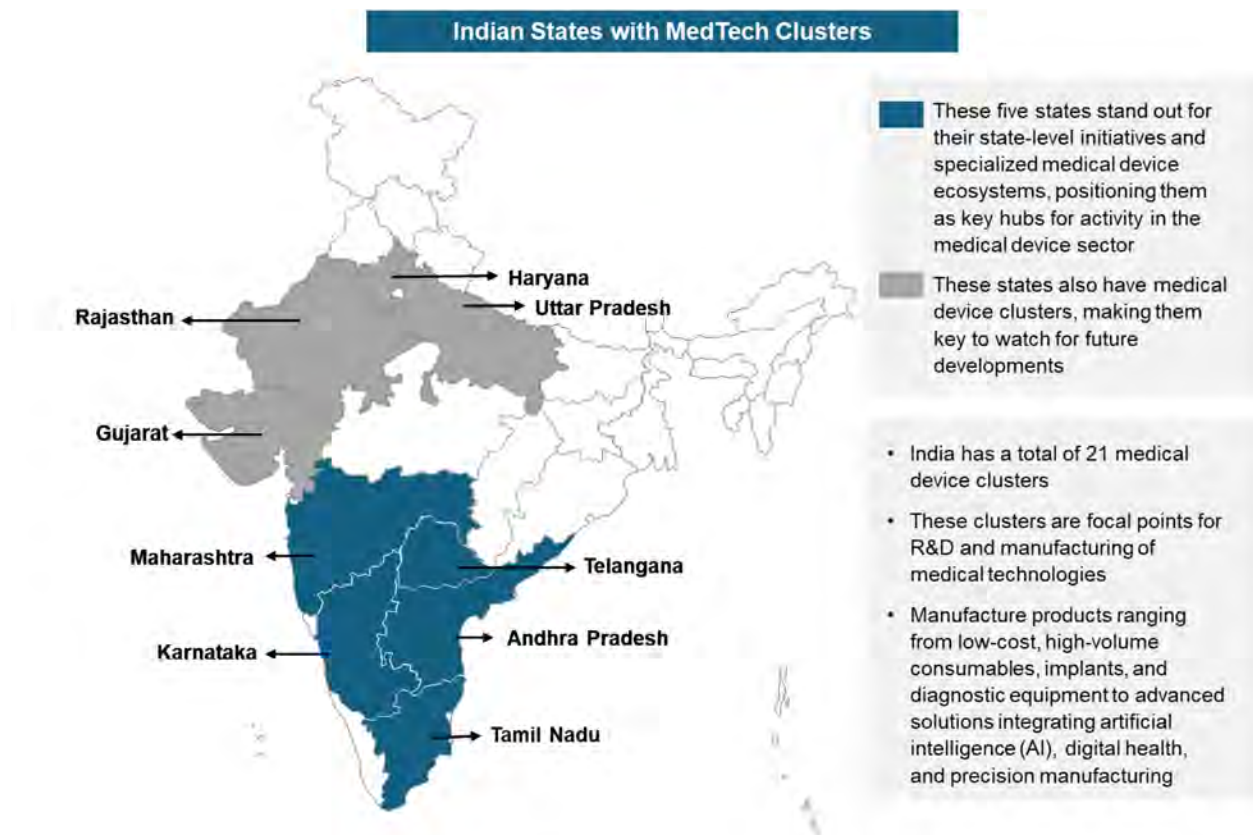 Indian States with MedTech Clusters
These five states stand out for
their state-level initiatives and
specialized medical device
ecosystems, positioning them
as key hubs for activity in the
medical device sector
These states also have medical
device clusters, making them
key to watch for future
developments
Haryana
Uttar Pradesh
Rajasthan
Gujarat
Maharashtra
Telangana
Andhra Pradesh
Karnataka
Tamil Nadu
• India has a total of 21 medical
device clusters
• These clusters are focal points for
R&D and manufacturing of
medical technologies
• Manufacture products ranging
from low-cost, high-volume
consumables, implants, and
diagnostic equipment to advanced
solutions integrating artificial
intelligence (AI), digital health,
and precision manufacturing